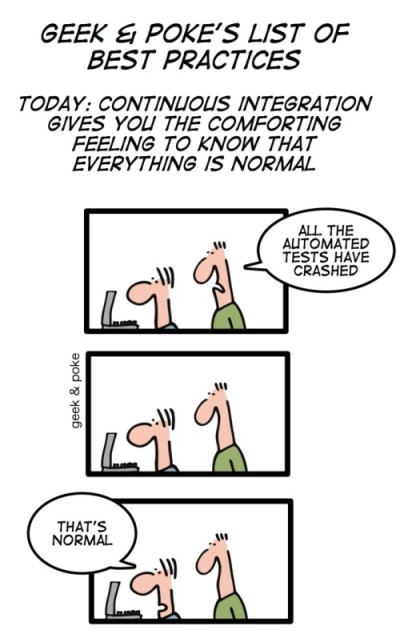 GEEK & POKE'S LIST OF
BEST PRACTICES
TODAY: CONTINUOUS INTEGRATION
GIVES YOU THE COMFORTING
FEELING TO KNOW THAT
EVERYTHING IS NORMAL
ALL THE
AUTOMATED
TESTS HAVE
CRASHED
geek & poke
THAT'S
NORMAL